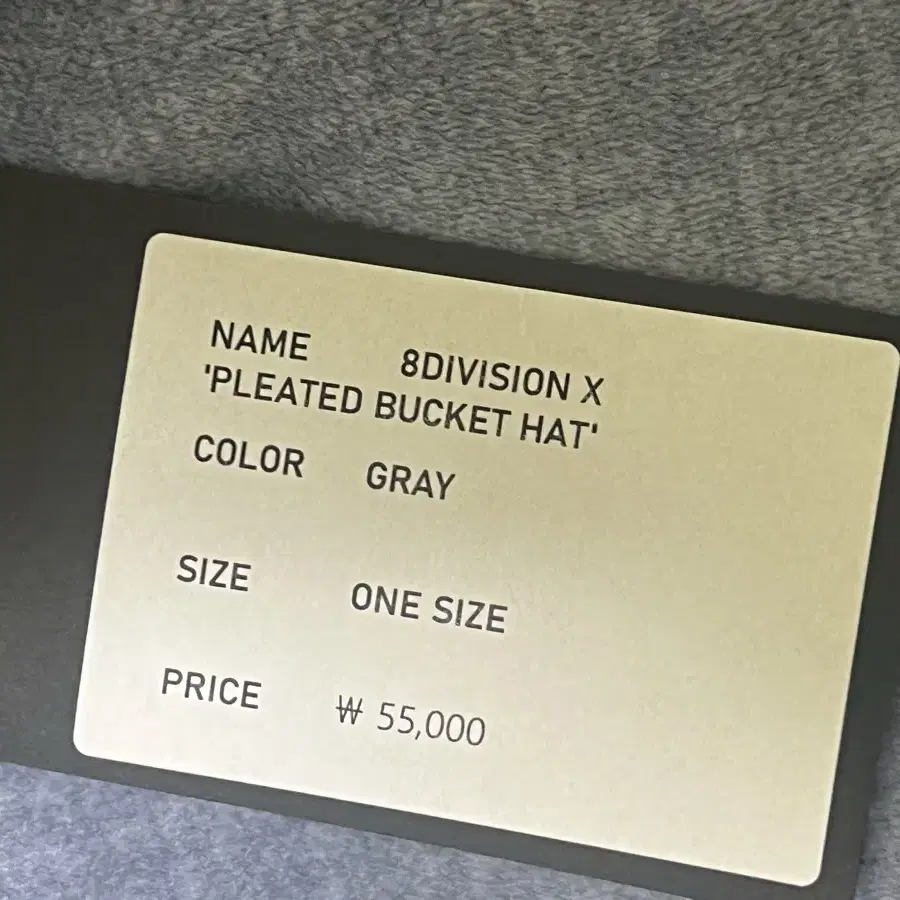 NAME 8DIVISION X
'PLEATED BUCKET HAT'
COLOR GRAY
SIZE ONE SIZE
PRICE ₩ 55,000